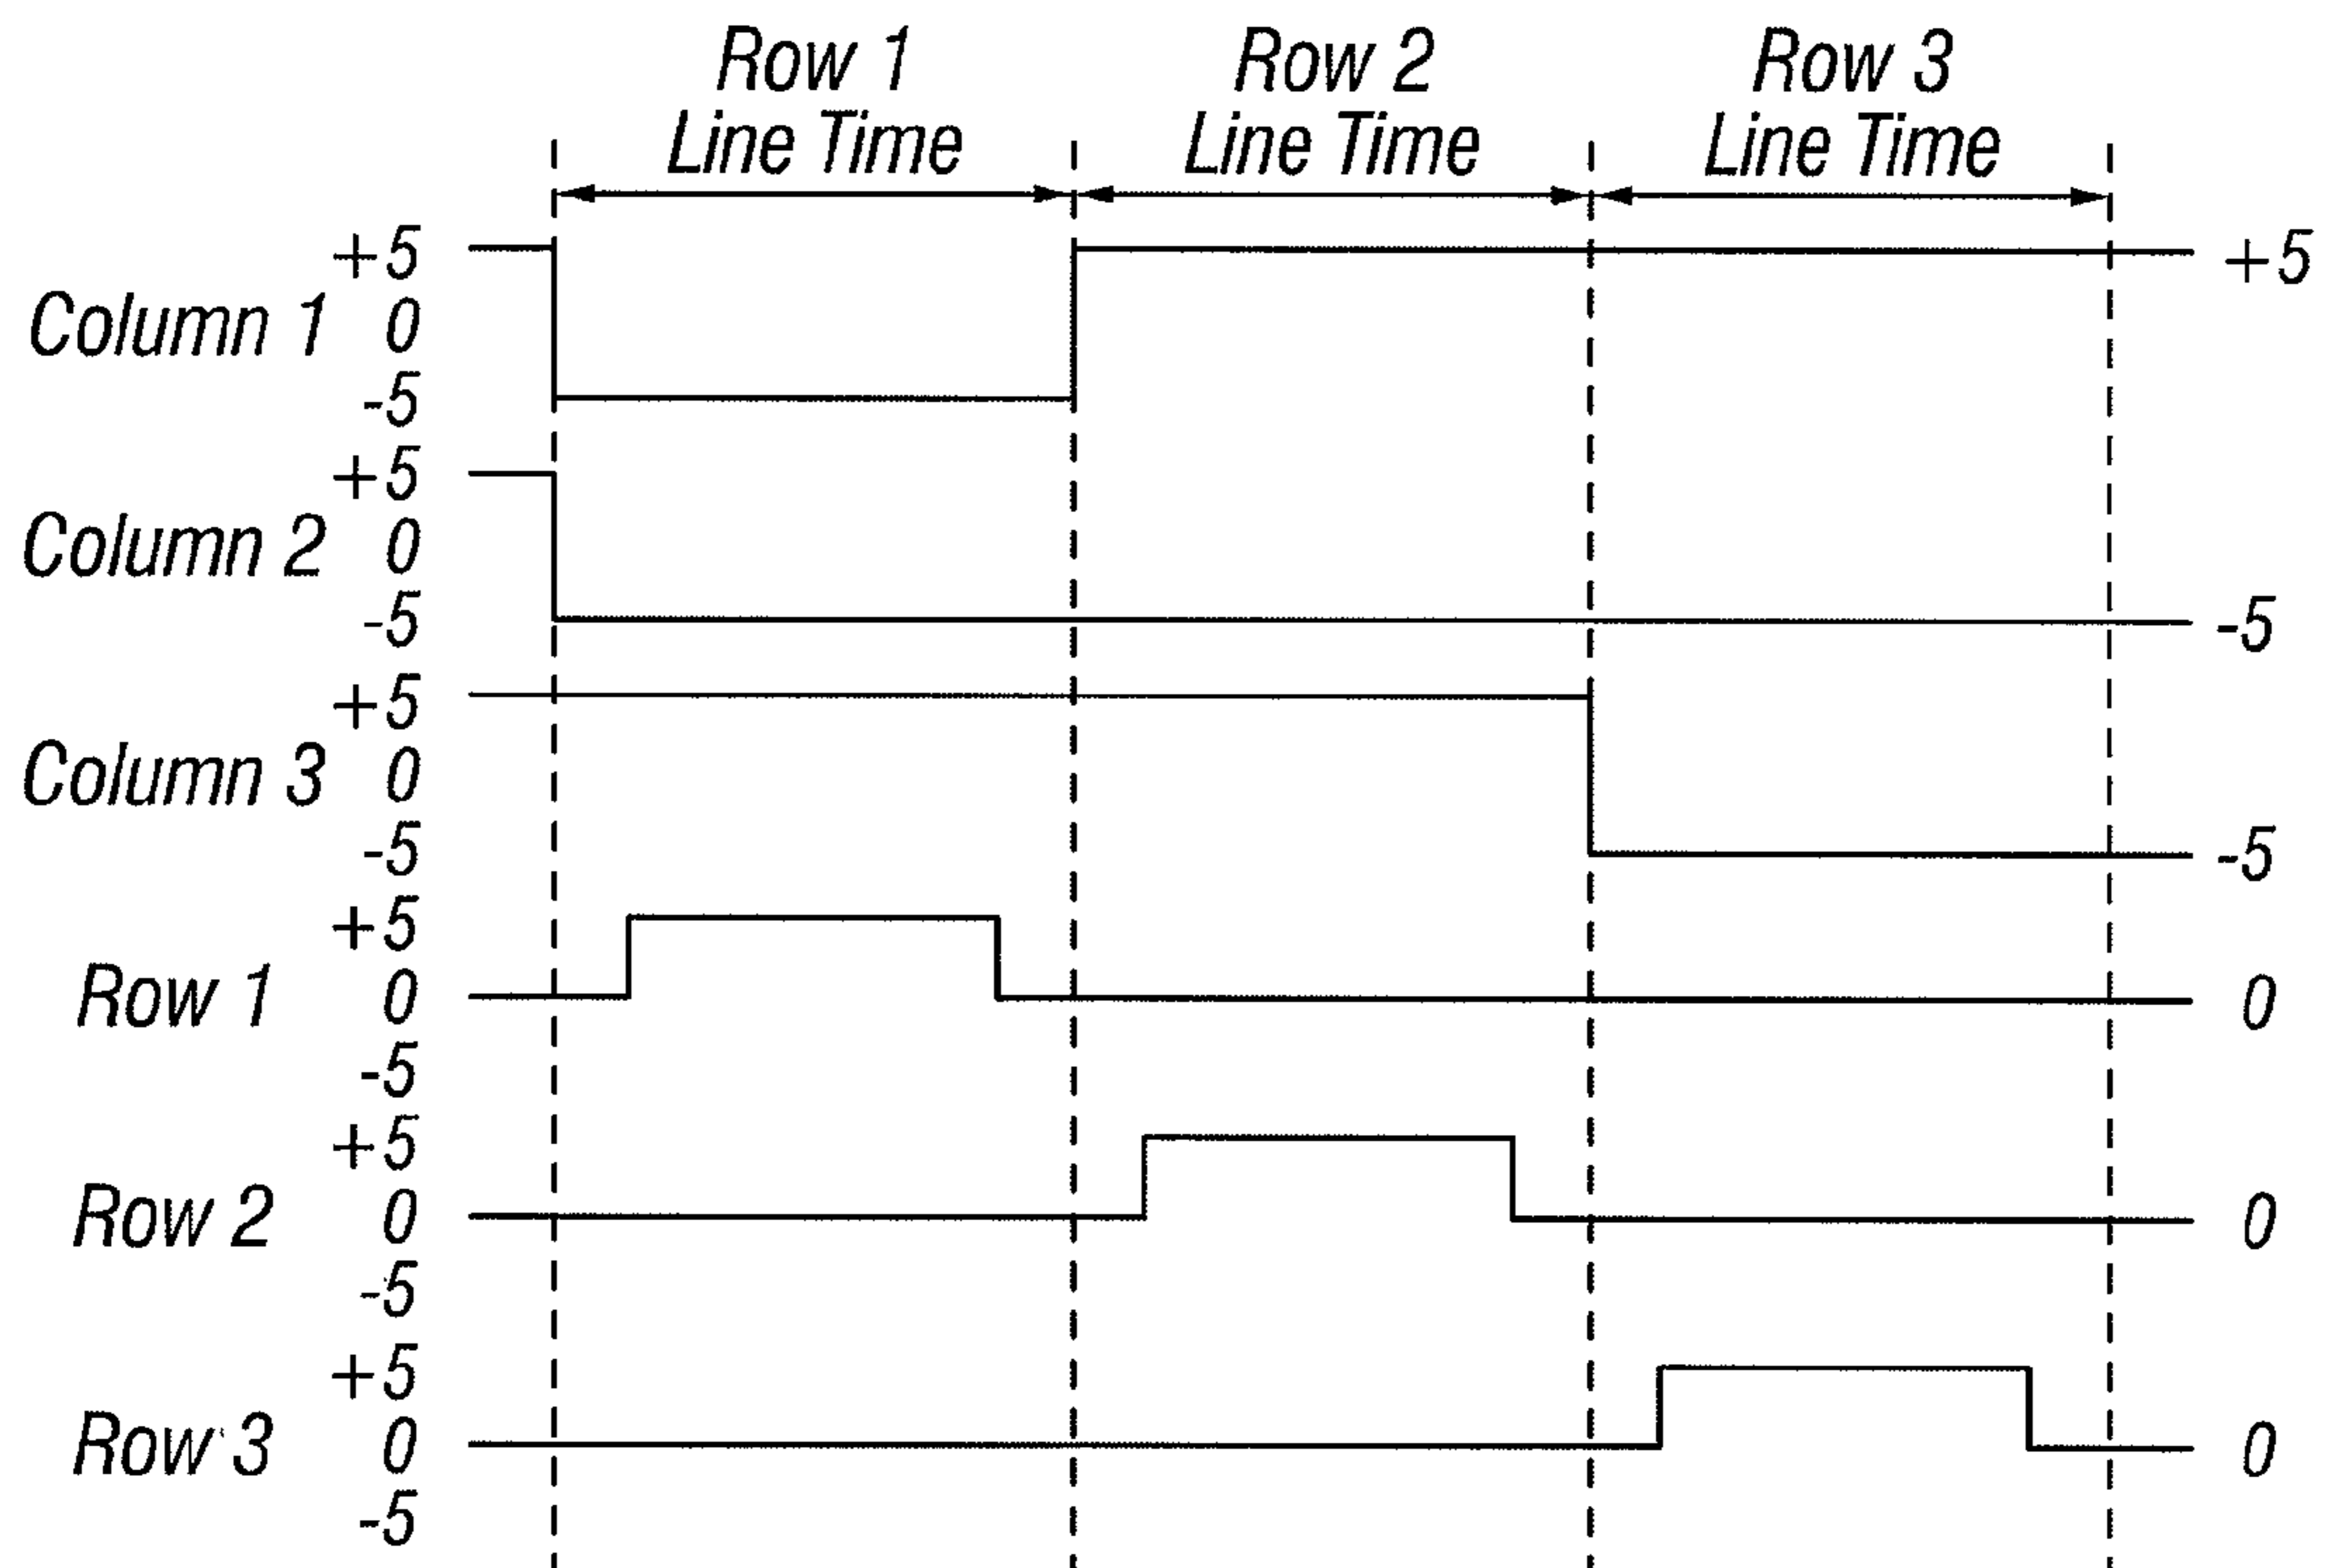 Row 1 Row 2 Row 3
Line Time Line Time Line Time
+5 +5
Column 1 0
-5
+5
Column 2 0
-5 -5
+5
Column 3 0
-5 -5
+5
Row 1 0 0
-5
+5
Row 2 0 0
-5
+5
Row 3 0 0
-5